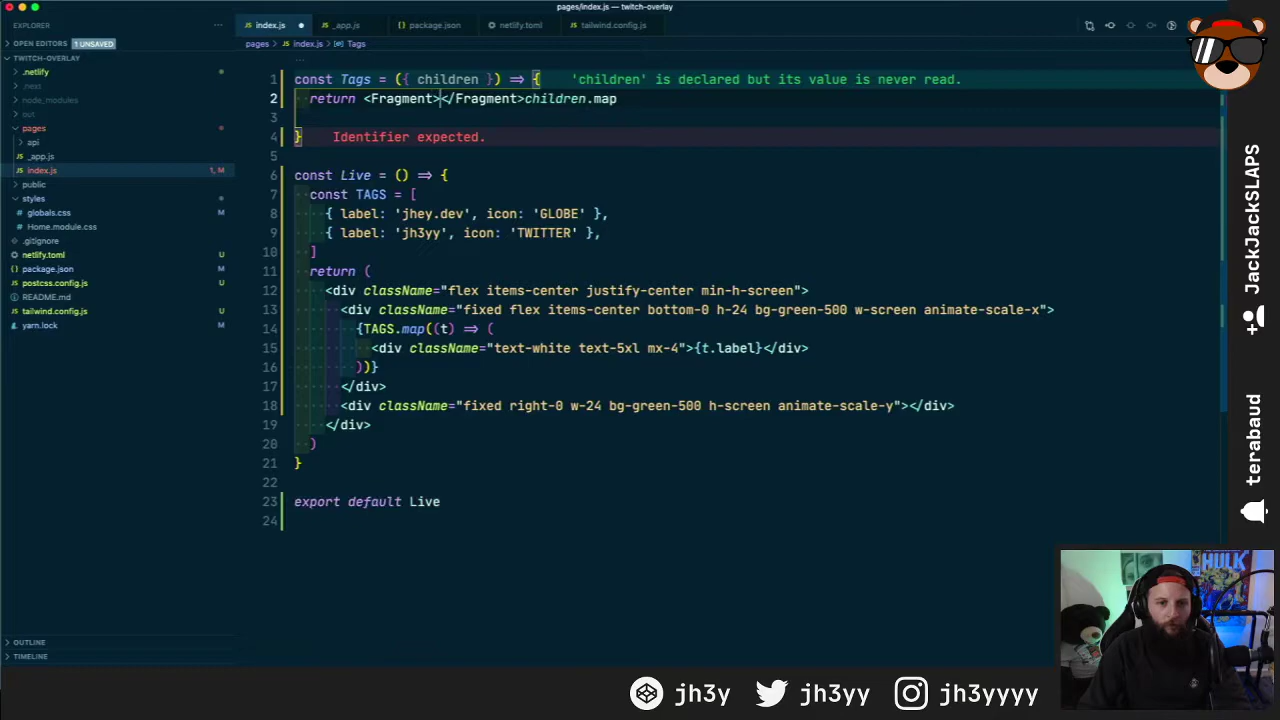 pages/index.js - twitch-overlay
EXPLORER
index.js
_app.js
package.json
netlify.toml
tailwind.config.js
OPEN EDITORS 1 UNSAVED
pages > index.js > Tags
TWITCH-OVERLAY
.netlify
.next
node_modules
out
pages
api
_app.js
index.js 1, M
public
styles
globals.css M
Home.module.css M
.gitignore
netlify.toml U
package.json M
postcss.config.js U
README.md
tailwind.config.js U
yarn.lock
OUTLINE
TIMELINE
1 const Tags = ({ children }) => { 'children' is declared but its value is never read.
2 return <Fragment></Fragment>children.map
3
4 } Identifier expected.
5
6 const Live = () => {
7 const TAGS = [
8 { label: 'jhey.dev', icon: 'GLOBE' },
9 { label: 'jh3yy', icon: 'TWITTER' },
10 ]
11 return (
12 <div className="flex items-center justify-center min-h-screen">
13 <div className="fixed flex items-center bottom-0 h-24 bg-green-500 w-screen animate-scale-x">
14 {TAGS.map((t) => (
15 <div className="text-white text-5xl mx-4">{t.label}</div>
16 ))}
17 </div>
18 <div className="fixed right-0 w-24 bg-green-500 h-screen animate-scale-y"></div>
19 </div>
20 )
21 }
22
23 export default Live
24
JackJackSLAPS
terabaud
HULK
jh3y jh3yy jh3yyyy